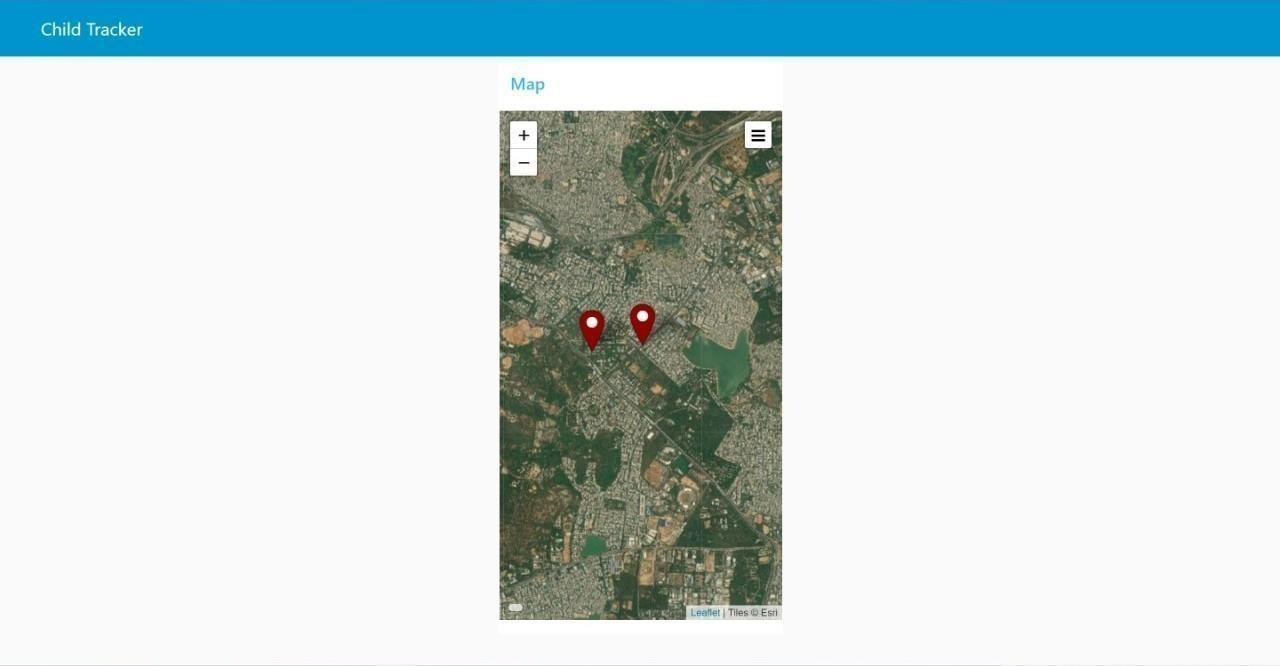 Child Tracker
Map
+
−
Leaflet | Tiles © Esri